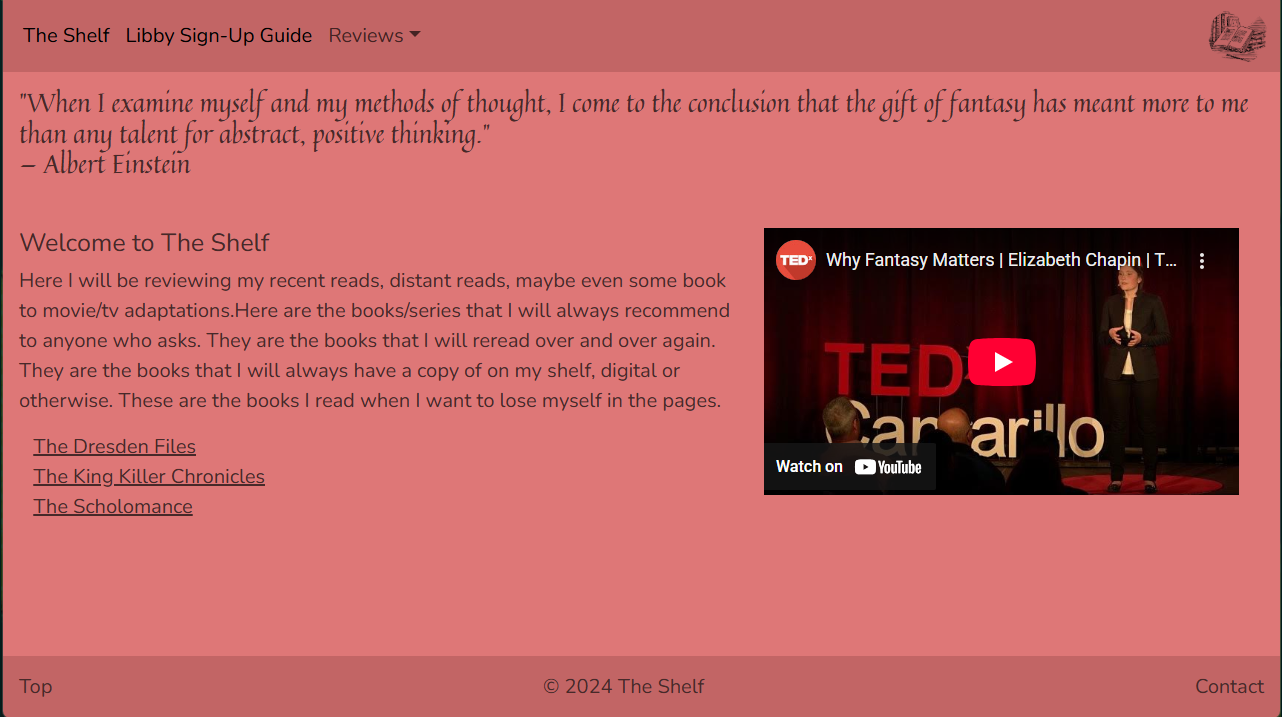 The Shelf Libby Sign-Up Guide Reviews
"When I examine myself and my methods of thought, I come to the conclusion that the gift of fantasy has meant more to me
than any talent for abstract, positive thinking."
— Albert Einstein
Welcome to The Shelf
Here I will be reviewing my recent reads, distant reads, maybe even some book
to movie/tv adaptations.Here are the books/series that I will always recommend
to anyone who asks. They are the books that I will reread over and over again.
They are the books that I will always have a copy of on my shelf, digital or
otherwise. These are the books I read when I want to lose myself in the pages.
The Dresden Files
The King Killer Chronicles
The Scholomance
TEDx
Why Fantasy Matters | Elizabeth Chapin | T...
TEDx
Watch on YouTube
Top © 2024 The Shelf Contact